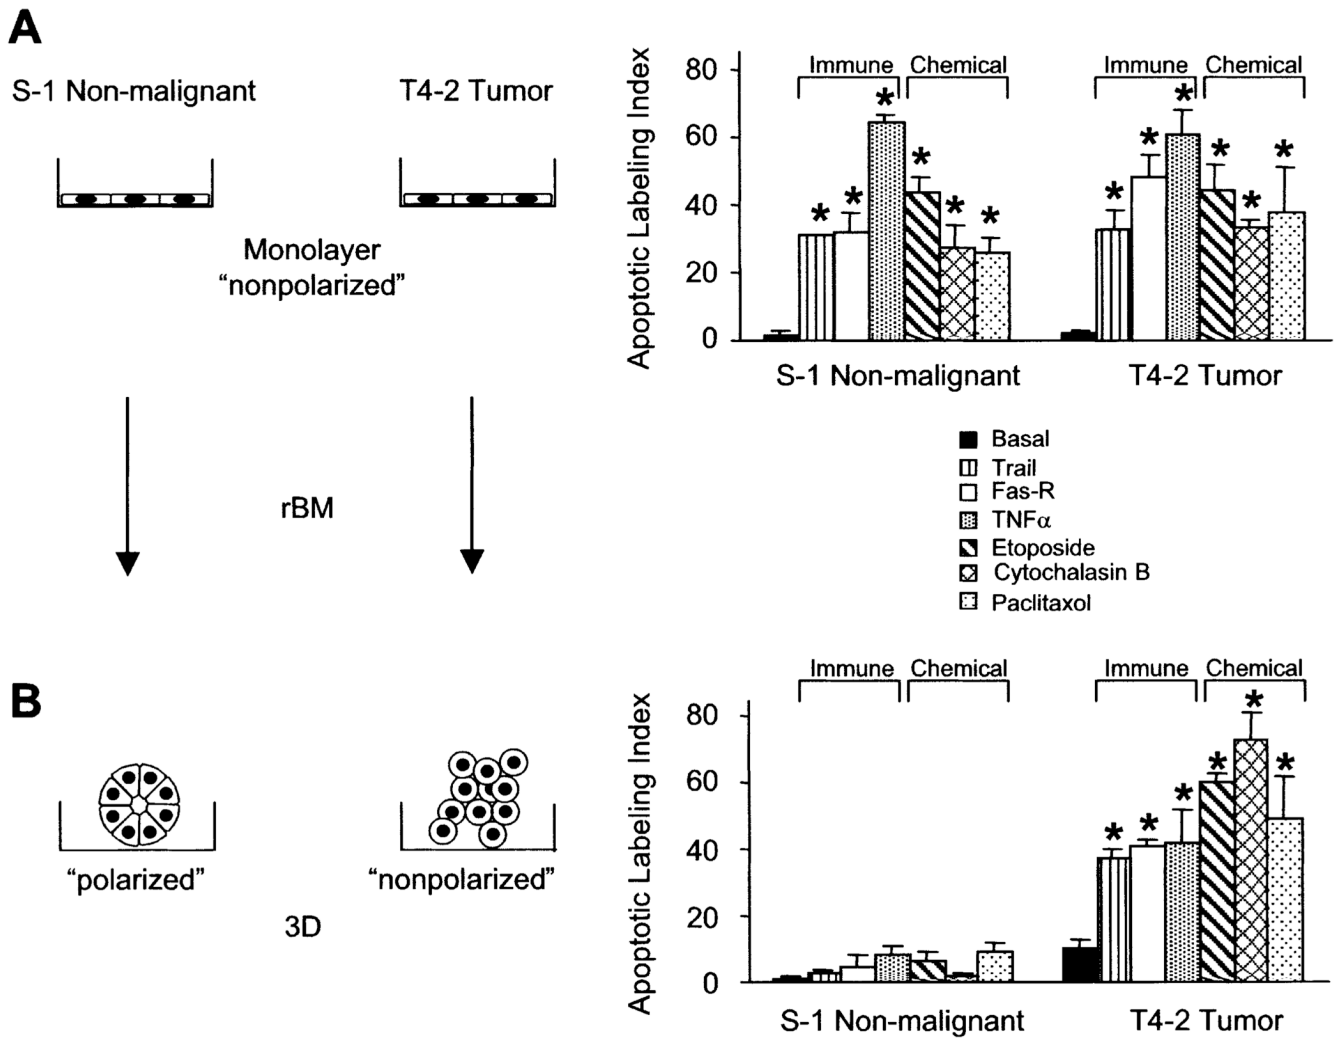 A
S-1 Non-malignant
T4-2 Tumor
Monolayer
“nonpolarized”
rBM
Apoptotic Labeling Index
80
60
40
20
0
Immune
Chemical
Immune
Chemical
*
*
*
*
*
*
*
*
*
*
*
*
S-1 Non-malignant
T4-2 Tumor
Basal
Trail
Fas-R
TNFα
Etoposide
Cytochalasin B
Paclitaxol
B
“polarized”
“nonpolarized”
3D
Apoptotic Labeling Index
80
60
40
20
0
Immune
Chemical
Immune
Chemical
*
*
*
*
*
*
S-1 Non-malignant
T4-2 Tumor